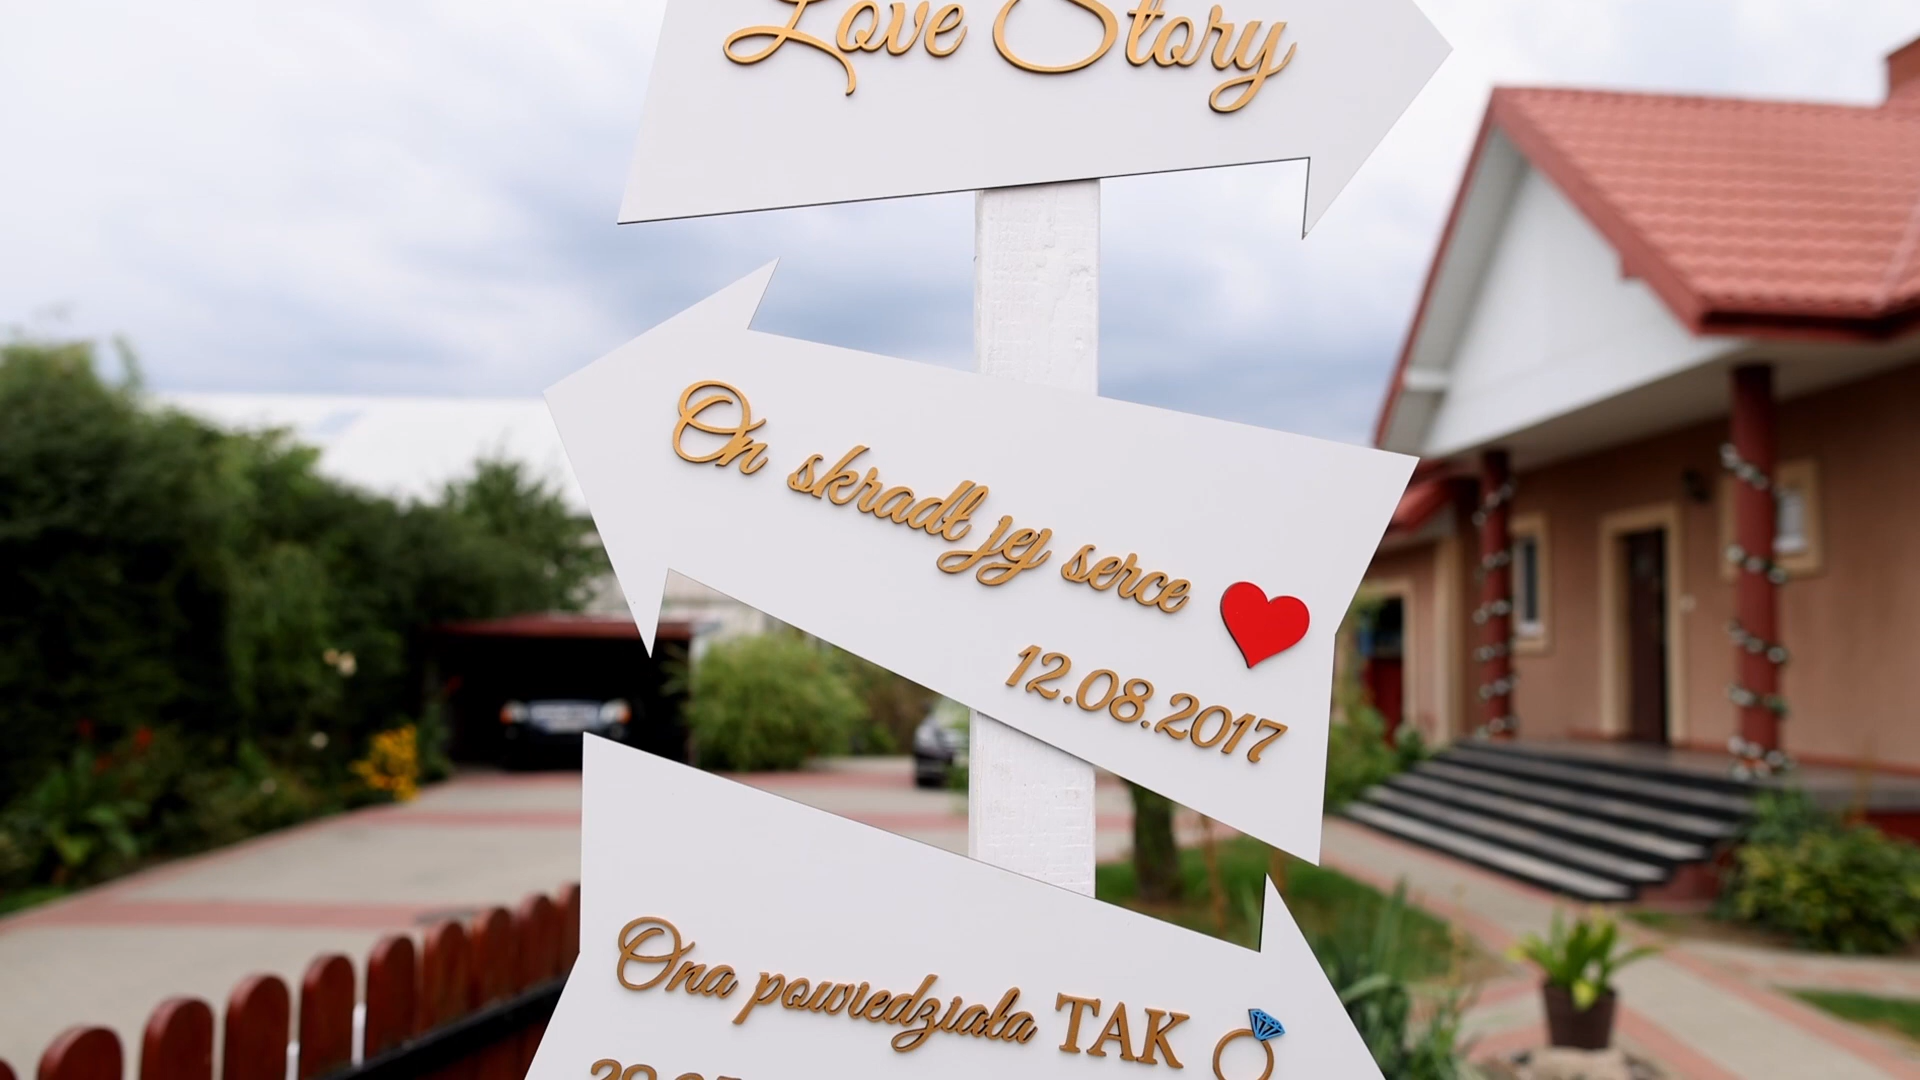 Love Story
On skradł jej serce
12.08.2017
Ona powiedziała TAK